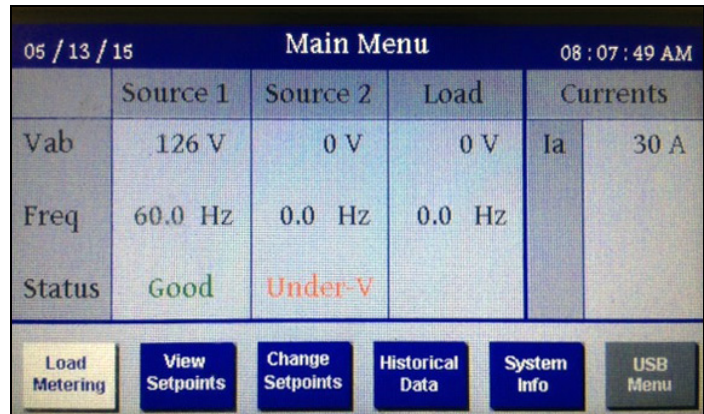 05 / 13 / 15 Main Menu 08 : 07 : 49 AM
Source 1 Source 2 Load Currents
Vab 126 V 0 V 0 V Ia 30 A
Freq 60.0 Hz 0.0 Hz 0.0 Hz
Status Good Under-V
Load Metering
View Setpoints
Change Setpoints
Historical Data
System Info
USB Menu